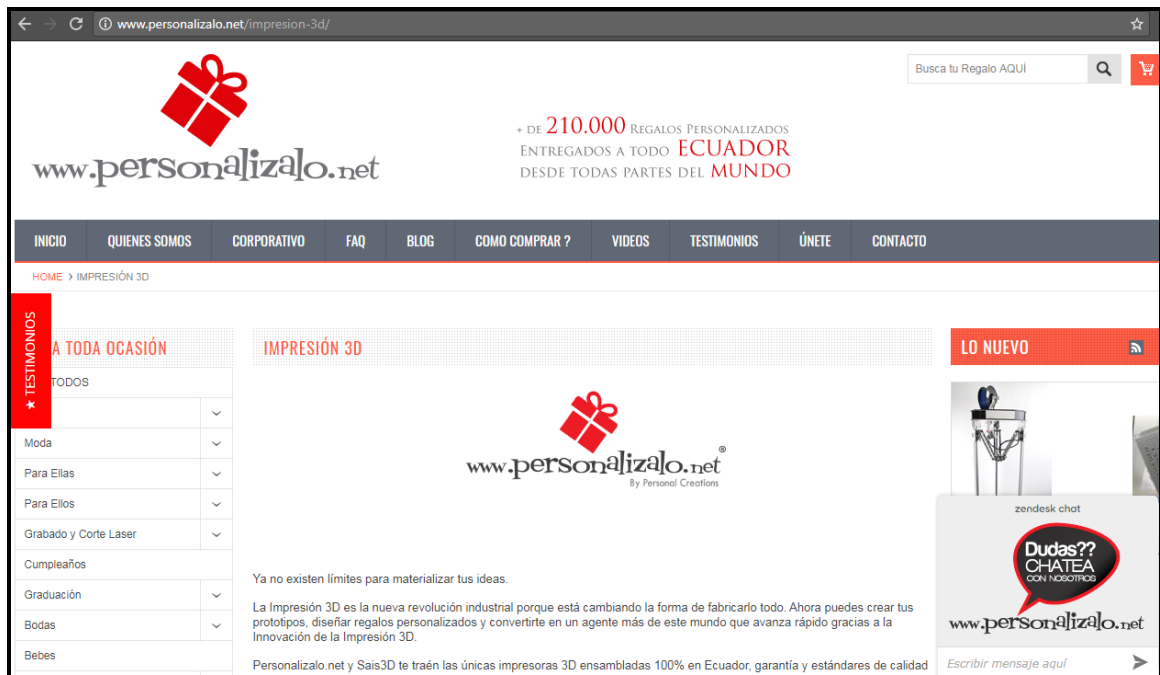 www.personalizalo.net/impresion-3d/
www.personalizalo.net
+ DE 210.000 REGALOS PERSONALIZADOS
ENTREGADOS A TODO ECUADOR
DESDE TODAS PARTES DEL MUNDO
Busca tu Regalo AQUÍ
INICIO QUIENES SOMOS CORPORATIVO FAQ BLOG COMO COMPRAR ? VIDEOS TESTIMONIOS ÚNETE CONTACTO
HOME > IMPRESIÓN 3D
★ TESTIMONIOS
A TODA OCASIÓN
TODOS
Moda
Para Ellas
Para Ellos
Grabado y Corte Laser
Cumpleaños
Graduación
Bodas
Bebes
IMPRESIÓN 3D
www.personalizalo.net®
By Personal Creations
Ya no existen límites para materializar tus ideas.
La Impresión 3D es la nueva revolución industrial porque está cambiando la forma de fabricarlo todo. Ahora puedes crear tus
prototipos, diseñar regalos personalizados y convertirte en un agente más de este mundo que avanza rápido gracias a la
Innovación de la Impresión 3D.
Personalizalo.net y Sais3D te traén las únicas impresoras 3D ensambladas 100% en Ecuador, garantía y estándares de calidad
LO NUEVO
zendesk chat
Dudas??
CHATEA
CON NOSOTROS
www.personalizalo.net
Escribir mensaje aquí